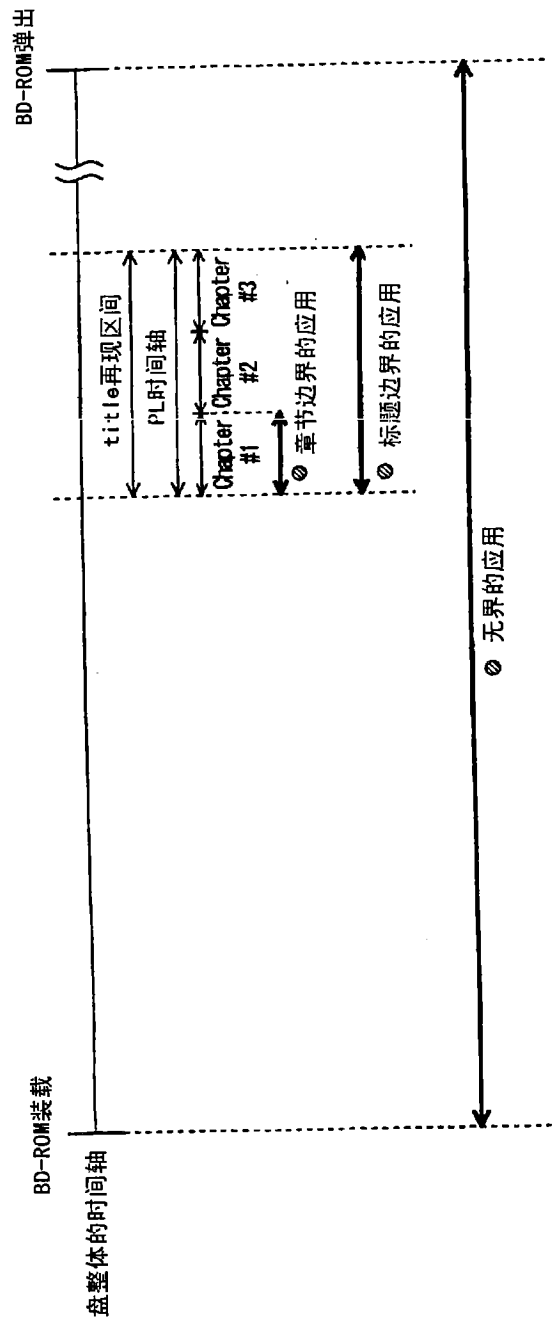 BD-ROM装载
BD-ROM弹出
盘整体的时间轴
title再现区间
PL时间轴
Chapter Chapter Chapter
#1 #2 #3
章节边界的应用
标题边界的应用
无界的应用